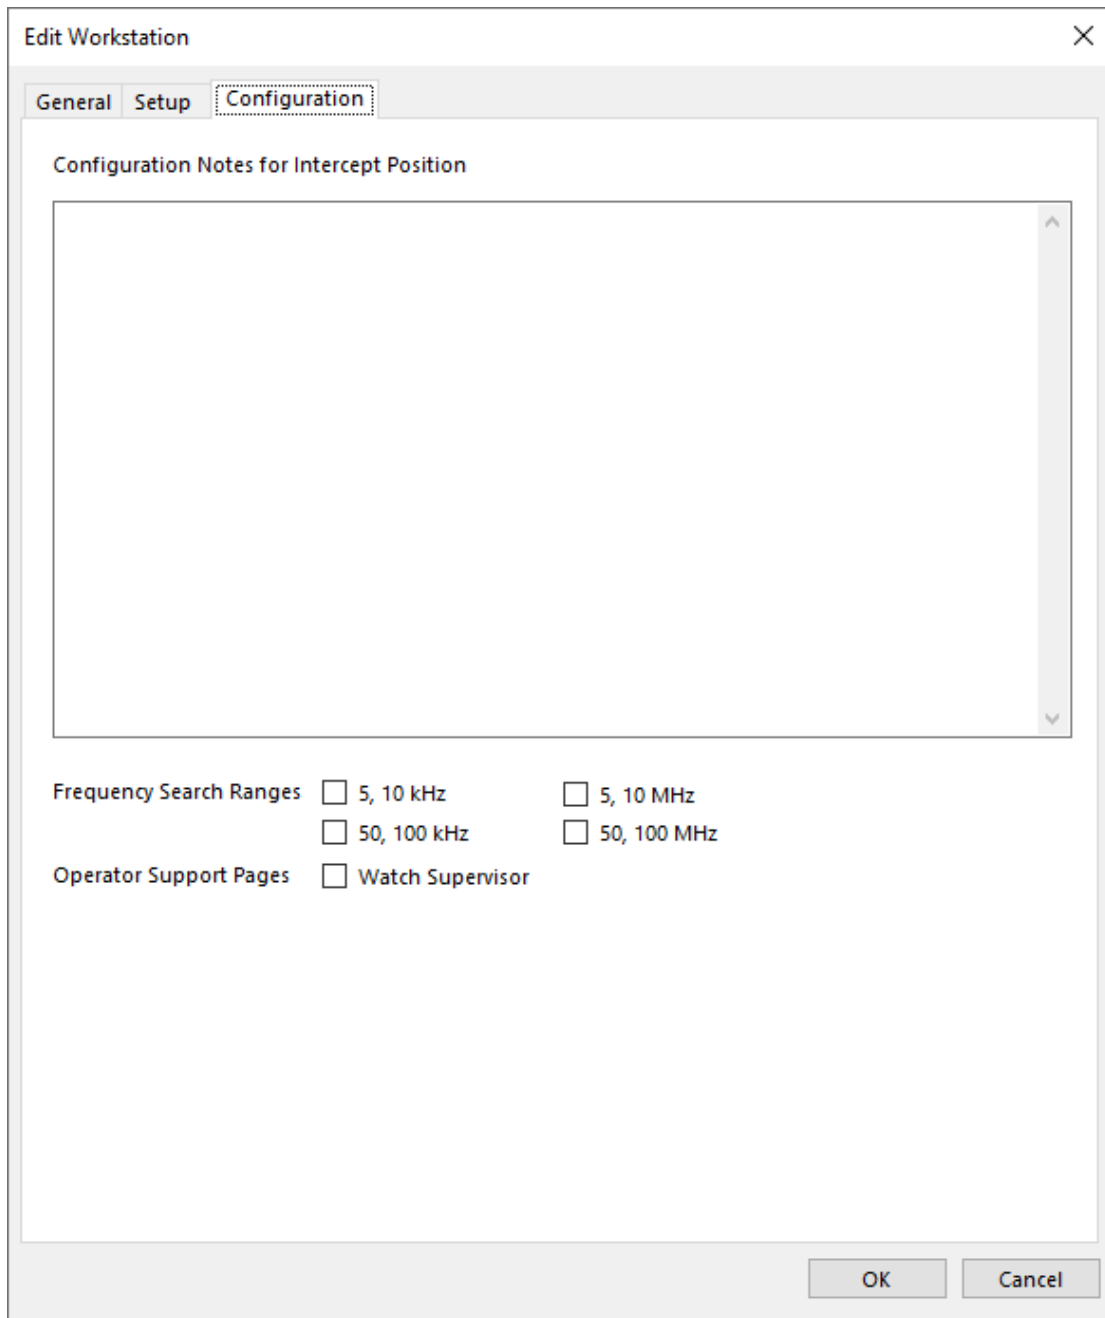 Edit Workstation
General Setup Configuration
Configuration Notes for Intercept Position
Frequency Search Ranges 5, 10 kHz 5, 10 MHz
50, 100 kHz 50, 100 MHz
Operator Support Pages Watch Supervisor
OK Cancel